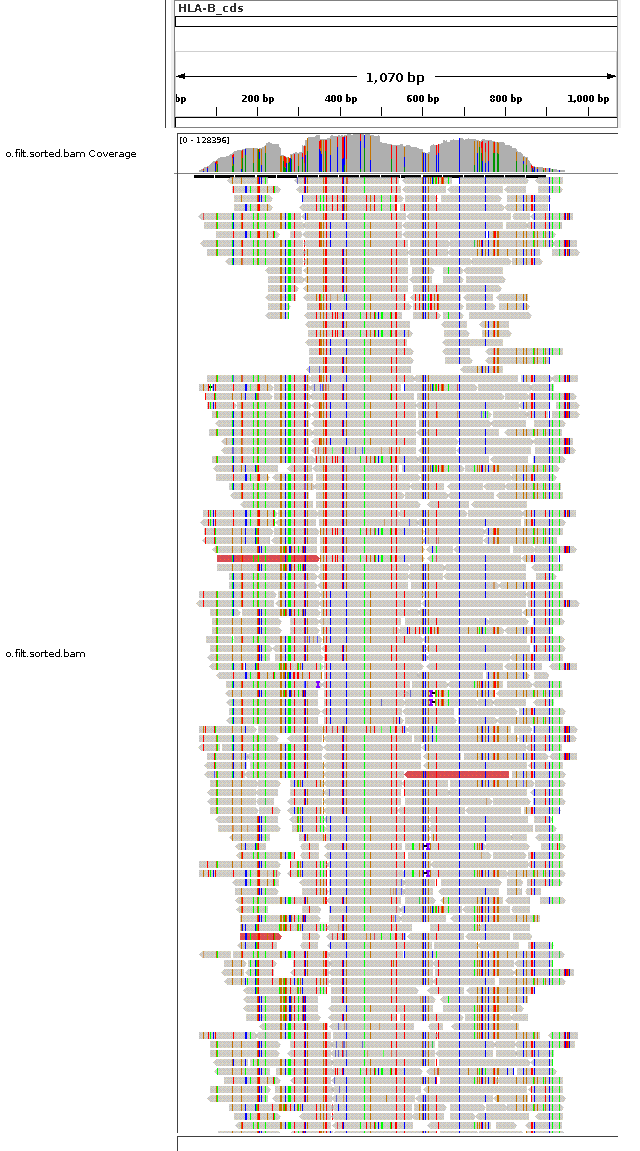 HLA-B_cds
1,070 bp
bp 200 bp 400 bp 600 bp 800 bp 1,000 bp
[0 - 128396]
o.filt.sorted.bam Coverage
o.filt.sorted.bam